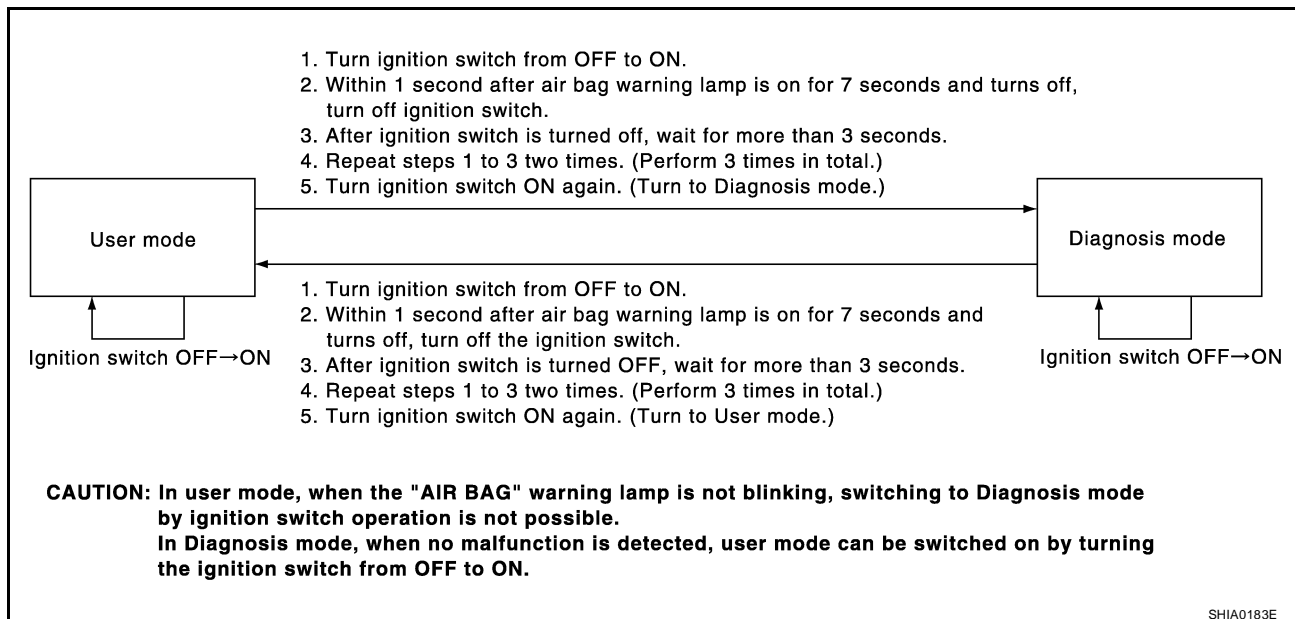 1. Turn ignition switch from OFF to ON.
2. Within 1 second after air bag warning lamp is on for 7 seconds and turns off,
turn off ignition switch.
3. After ignition switch is turned off, wait for more than 3 seconds.
4. Repeat steps 1 to 3 two times. (Perform 3 times in total.)
5. Turn ignition switch ON again. (Turn to Diagnosis mode.)
User mode
Diagnosis mode
1. Turn ignition switch from OFF to ON.
2. Within 1 second after air bag warning lamp is on for 7 seconds and
turns off, turn off the ignition switch.
3. After ignition switch is turned OFF, wait for more than 3 seconds.
4. Repeat steps 1 to 3 two times. (Perform 3 times in total.)
5. Turn ignition switch ON again. (Turn to User mode.)
Ignition switch OFF→ON
Ignition switch OFF→ON
CAUTION: In user mode, when the "AIR BAG" warning lamp is not blinking, switching to Diagnosis mode
by ignition switch operation is not possible.
In Diagnosis mode, when no malfunction is detected, user mode can be switched on by turning
the ignition switch from OFF to ON.
SHIA0183E